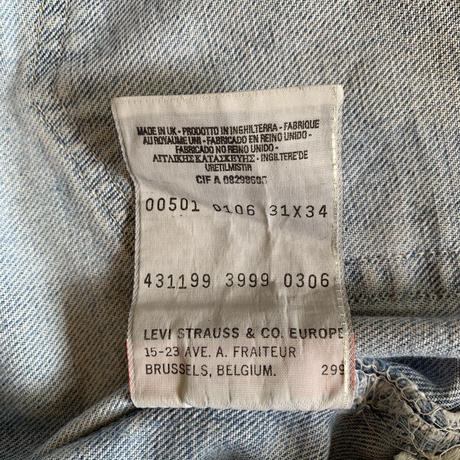 MADE IN UK - PRODOTTO IN INGHILTERRA - FABRIQUE
AU ROYAUME UNI - FABRICADO EN REINO UNIDO -
FABRICADO NO REINO UNIDO -
ΑΓΓΛΙΚΗΣ ΚΑΤΑΣΚΕΥΗΣ - INGILTERE'DE
URETILMISTIR
CIF A
00501 0106 31X34
431199 3999 0306
LEVI STRAUSS & CO. EUROPE
15-23 AVE. A. FRAITEUR
BRUSSELS, BELGIUM. 299